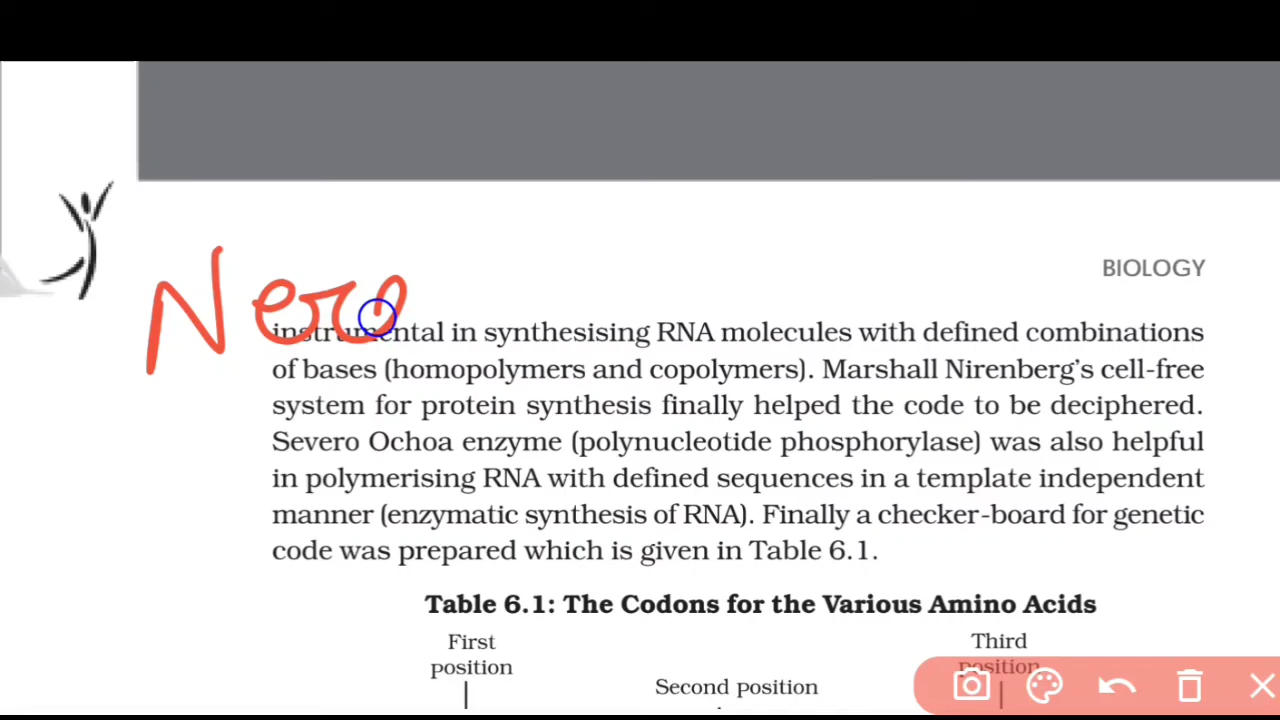 BIOLOGY
Nero
instrumental in synthesising RNA molecules with defined combinations
of bases (homopolymers and copolymers). Marshall Nirenberg's cell-free
system for protein synthesis finally helped the code to be deciphered.
Severo Ochoa enzyme (polynucleotide phosphorylase) was also helpful
in polymerising RNA with defined sequences in a template independent
manner (enzymatic synthesis of RNA). Finally a checker-board for genetic
code was prepared which is given in Table 6.1.
Table 6.1: The Codons for the Various Amino Acids
First
position
Third
position
Second position